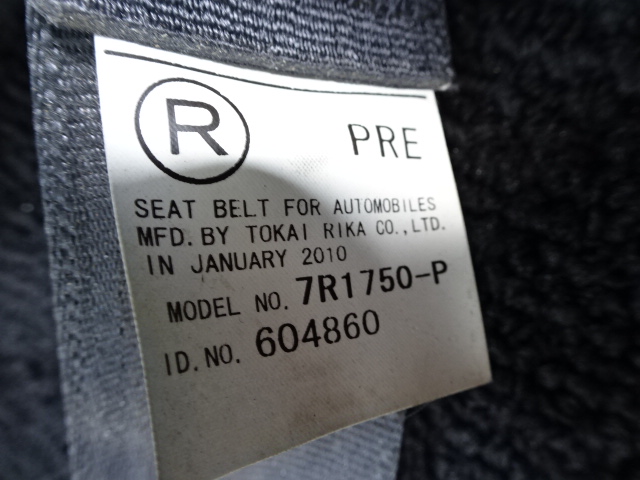 R PRE
SEAT BELT FOR AUTOMOBILES
MFD. BY TOKAI RIKA CO., LTD.
IN JANUARY 2010
MODEL NO. 7R1750-P
ID. NO. 604860